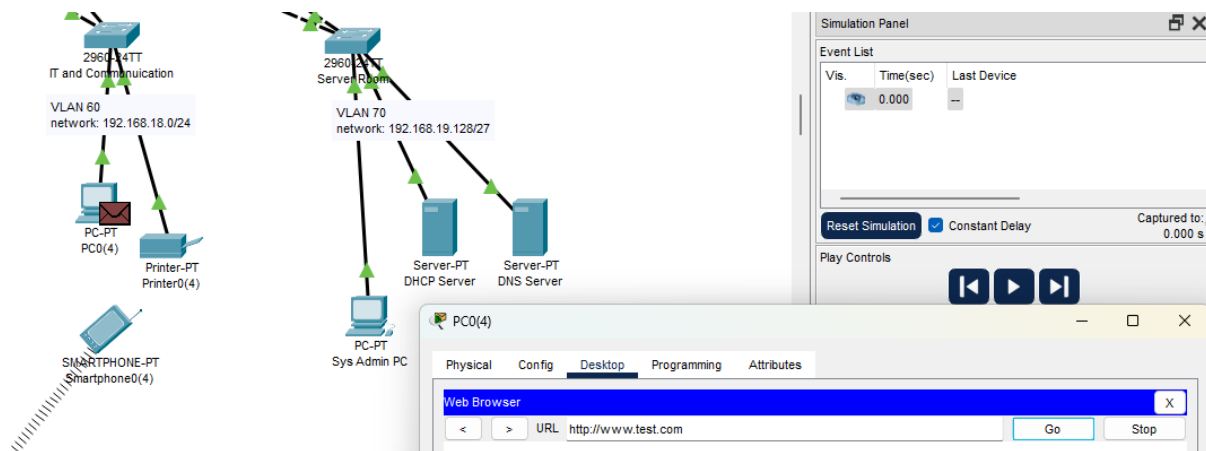 2960-24TT
IT and Commnuication
VLAN 60
network: 192.168.18.0/24
PC-PT
PC0(4)
Printer-PT
Printer0(4)
SMARTPHONE-PT
Smartphone0(4)
2960-24TT
Server Room
VLAN 70
network: 192.168.19.128/27
Server-PT
DHCP Server
Server-PT
DNS Server
PC-PT
Sys Admin PC
Simulation Panel
Event List
Vis. Time(sec) Last Device
0.000 --
Reset Simulation Constant Delay
Captured to:
0.000 s
Play Controls
PC0(4)
Physical Config Desktop Programming Attributes
Web Browser X
< > URL http://www.test.com Go Stop